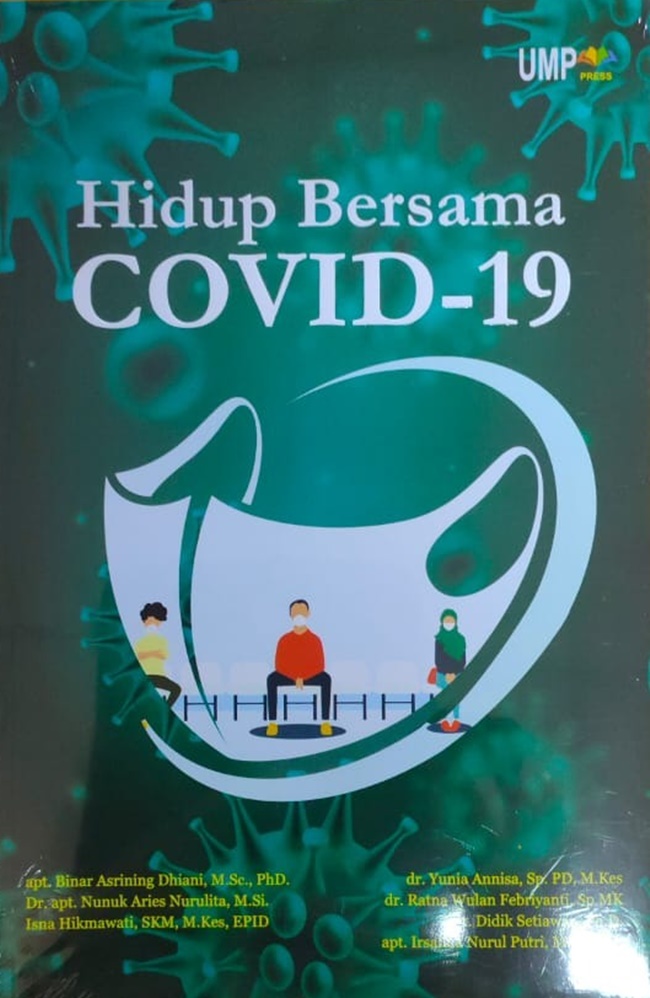 UMP
PRESS
Hidup Bersama
COVID-19
apt. Binar Asrining Dhiani, M.Sc., PhD.
Dr. apt. Nunuk Aries Nurulita, M.Si.
Isna Hikmawati, SKM, M.Kes, EPID
dr. Yunia Annisa, Sp. PD, M.Kes
dr. Ratna Wulan Febriyanti, Sp.MK
Didik
apt. Nurul Putri,